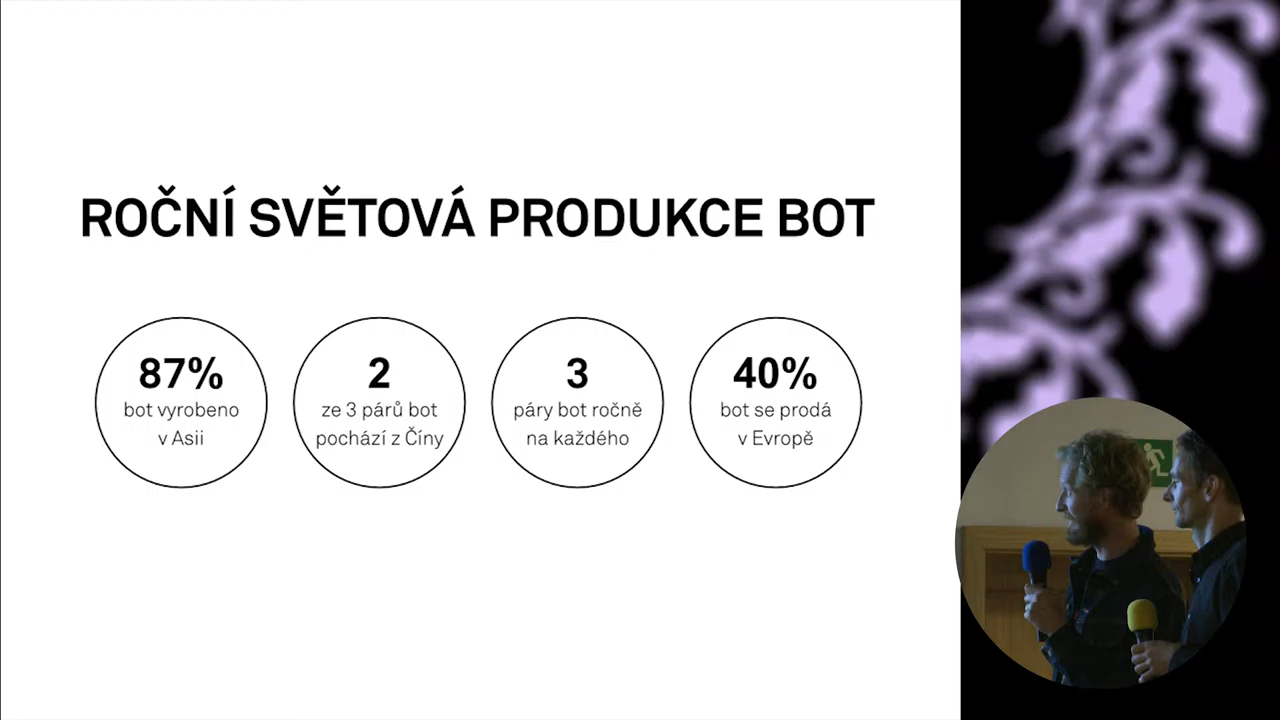 ROČNÍ SVĚTOVÁ PRODUKCE BOT
87%
bot vyrobeno
v Asii
2
ze 3 párů bot
pochází z Číny
3
páry bot ročně
na každého
40%
bot se prodá
v Evropě